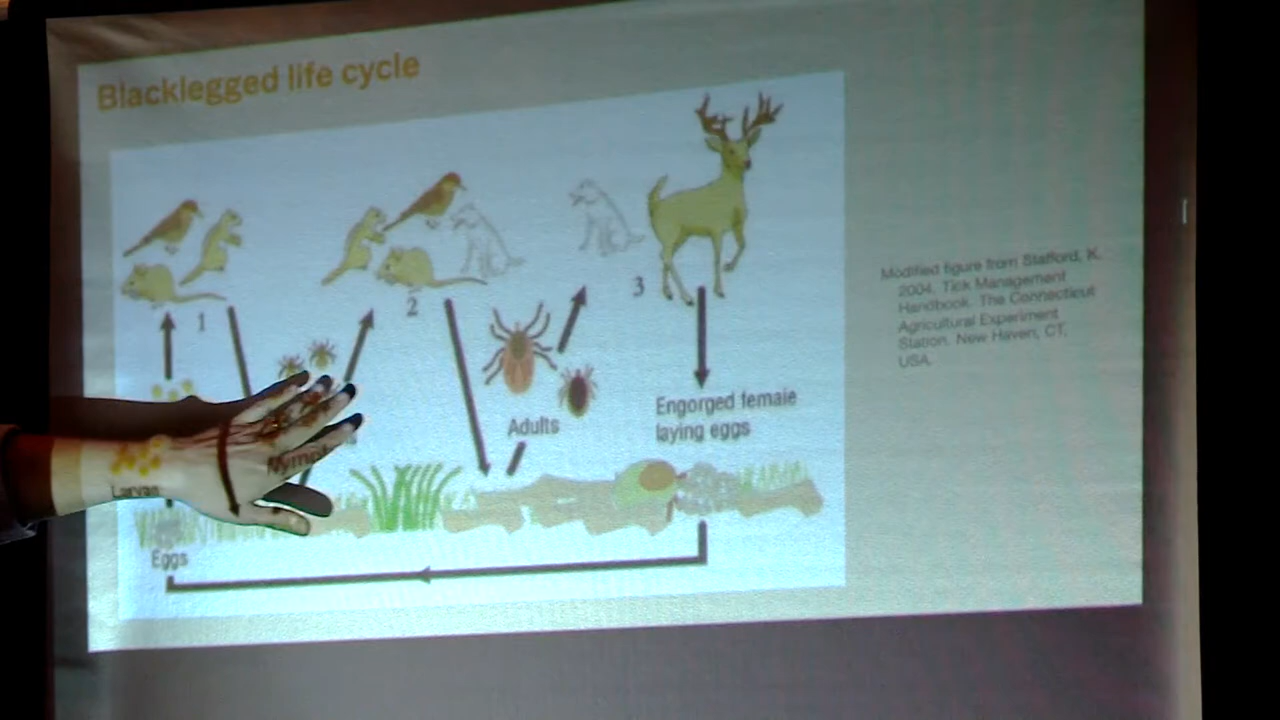 Blacklegged life cycle
1
2
3
Modified figure from Stafford, K.
2004. Tick Management
Handbook. The Connecticut
Agricultural Experiment
Station. New Haven, CT,
USA.
Engorged female
laying eggs
Adults
Larvae
Eggs